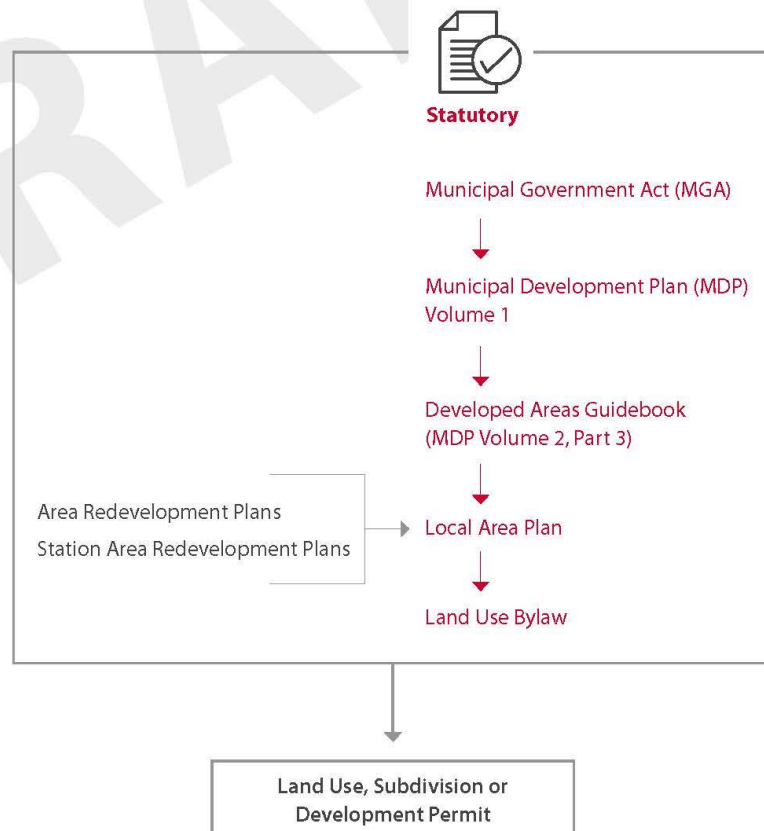 Statutory
Municipal Government Act (MGA)
Municipal Development Plan (MDP)
Volume 1
Developed Areas Guidebook
(MDP Volume 2, Part 3)
Area Redevelopment Plans
Station Area Redevelopment Plans
Local Area Plan
Land Use Bylaw
Land Use, Subdivision or
Development Permit